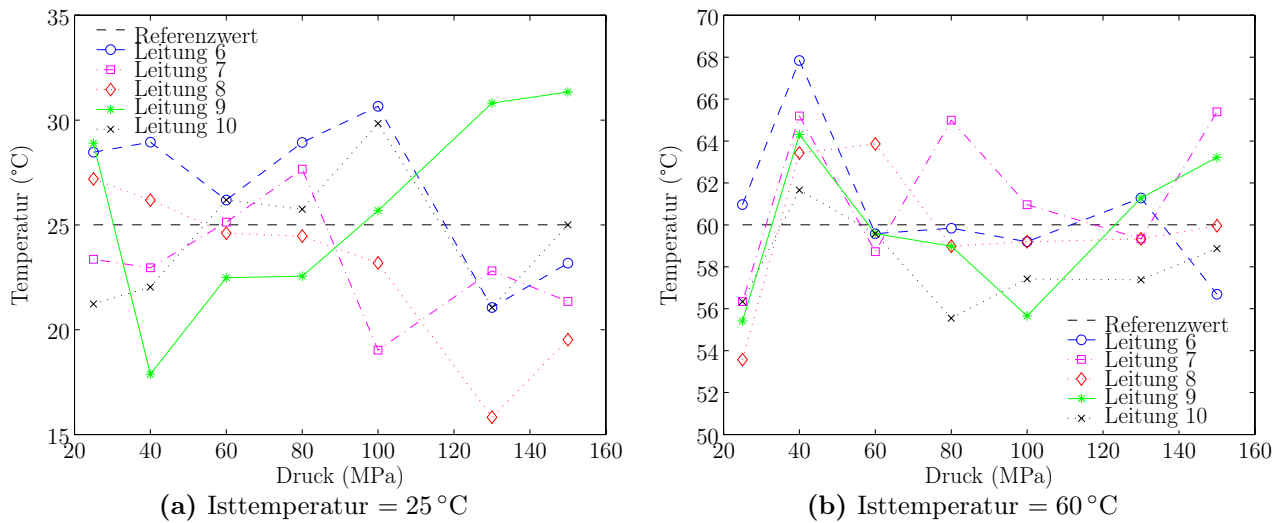 35
30
25
20
15
Temperatur (°C)
Referenzwert
Leitung 6
Leitung 7
Leitung 8
Leitung 9
Leitung 10
20 40 60 80 100 120 140 160
Druck (MPa)
(a) Isttemperatur = 25 °C
70
68
66
64
62
60
58
56
54
52
50
Temperatur (°C)
Referenzwert
Leitung 6
Leitung 7
Leitung 8
Leitung 9
Leitung 10
20 40 60 80 100 120 140 160
Druck (MPa)
(b) Isttemperatur = 60 °C